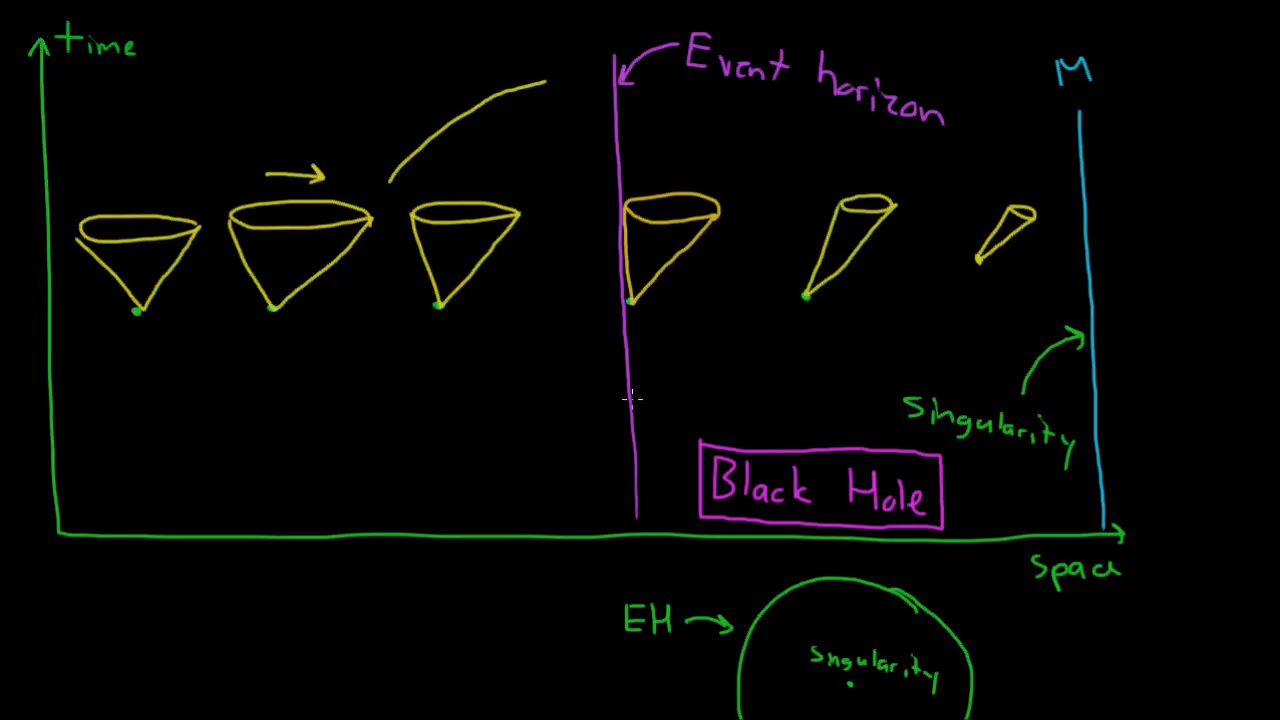 time
Event horizon
M
Singularity
Black Hole
Space
EH
Singularity